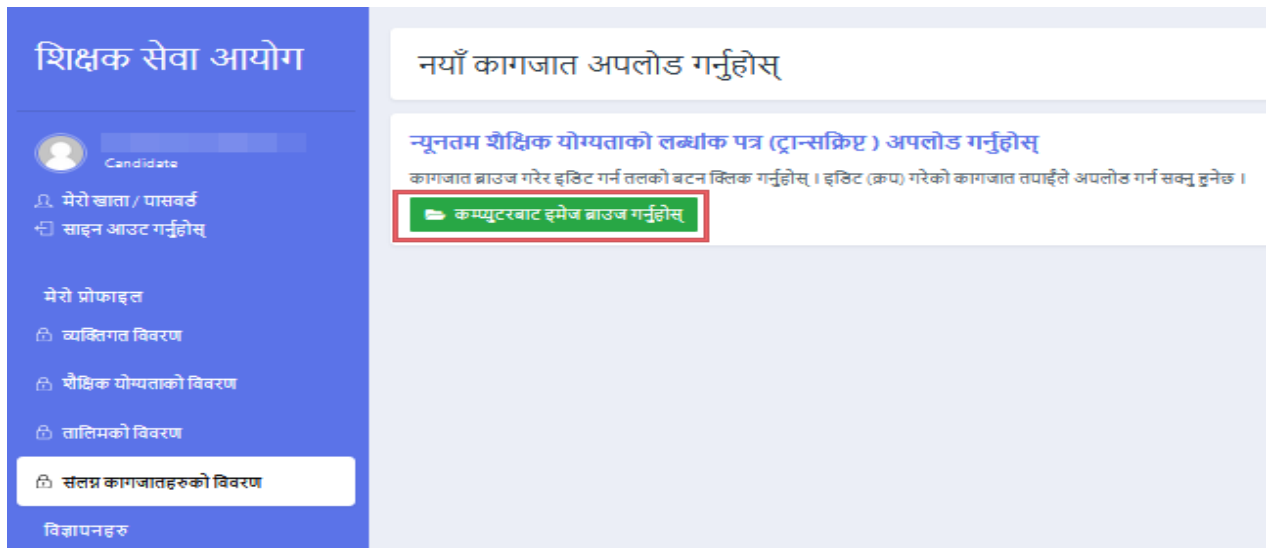 शिक्षक सेवा आयोग
Candidate
मेरो खाता / पासवर्ड
साइन आउट गर्नुहोस्
मेरो प्रोफाइल
व्यक्तिगत विवरण
शैक्षिक योग्यताको विवरण
तालिमको विवरण
संलग्न कागजातहरुको विवरण
विज्ञापनहरु
नयाँ कागजात अपलोड गर्नुहोस्
न्यूनतम शैक्षिक योग्यताको लब्धांक पत्र (ट्रान्सक्रिप्ट ) अपलोड गर्नुहोस्
कागजात ब्राउज गरेर इडिट गर्न तलको बटन क्लिक गर्नुहोस् । इडिट (क्रप) गरेको कागजात तपाईंले अपलोड गर्न सक्नु हुनेछ ।
कम्प्युटरबाट इमेज ब्राउज गर्नुहोस्